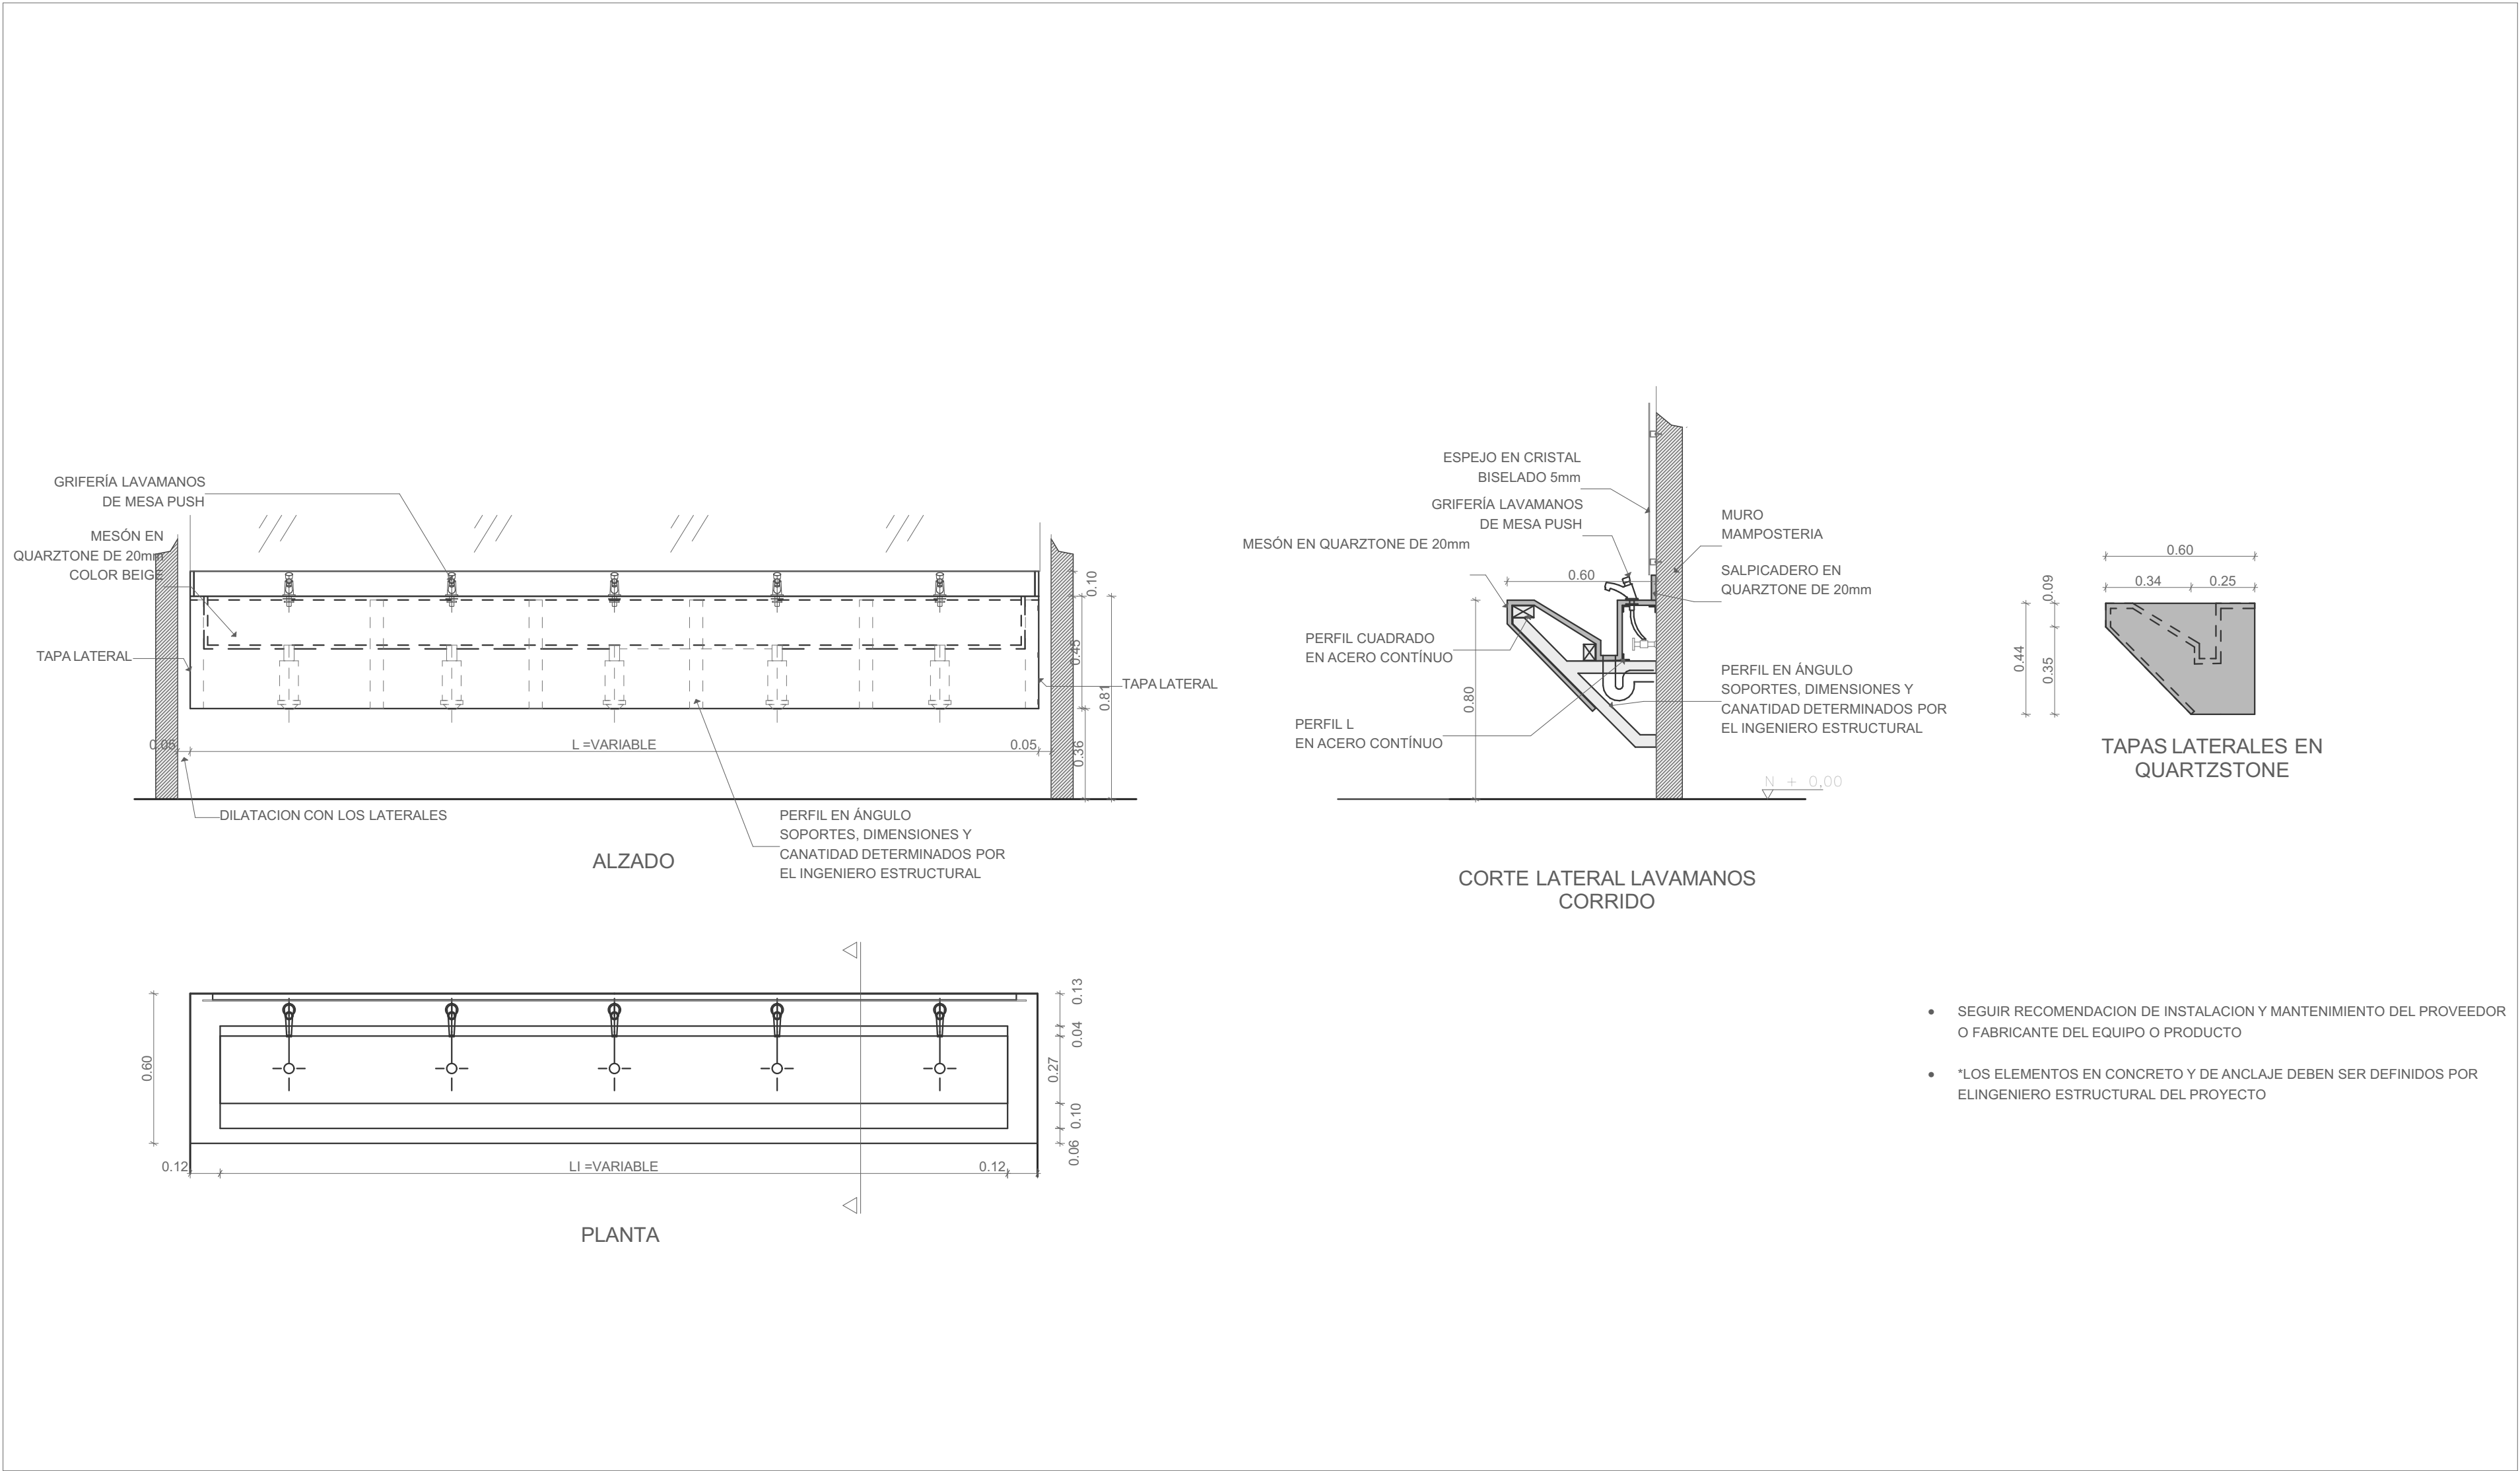 GRIFERÍA LAVAMANOS
DE MESA PUSH
MESÓN EN
QUARZTONE DE 20mm
COLOR BEIGE
TAPA LATERAL
0.10
0.45
0.81
0.36
TAPA LATERAL
0.05
L =VARIABLE
0.05
DILATACION CON LOS LATERALES
PERFIL EN ÁNGULO
SOPORTES, DIMENSIONES Y
CANATIDAD DETERMINADOS POR
EL INGENIERO ESTRUCTURAL
ALZADO
ESPEJO EN CRISTAL
BISELADO 5mm
GRIFERÍA LAVAMANOS
DE MESA PUSH
MESÓN EN QUARZTONE DE 20mm
0.60
MURO
MAMPOSTERIA
SALPICADERO EN
QUARZTONE DE 20mm
PERFIL CUADRADO
EN ACERO CONTÍNUO
0.80
PERFIL L
EN ACERO CONTÍNUO
PERFIL EN ÁNGULO
SOPORTES, DIMENSIONES Y
CANATIDAD DETERMINADOS POR
EL INGENIERO ESTRUCTURAL
N + 0,00
CORTE LATERAL LAVAMANOS
CORRIDO
0.60
0.34
0.25
0.09
0.44
0.35
TAPAS LATERALES EN
QUARTZSTONE
0.60
0.13
0.04
0.27
0.10
0.06
0.12
LI =VARIABLE
0.12
PLANTA
• SEGUIR RECOMENDACION DE INSTALACION Y MANTENIMIENTO DEL PROVEEDOR
O FABRICANTE DEL EQUIPO O PRODUCTO
• *LOS ELEMENTOS EN CONCRETO Y DE ANCLAJE DEBEN SER DEFINIDOS POR
ELINGENIERO ESTRUCTURAL DEL PROYECTO